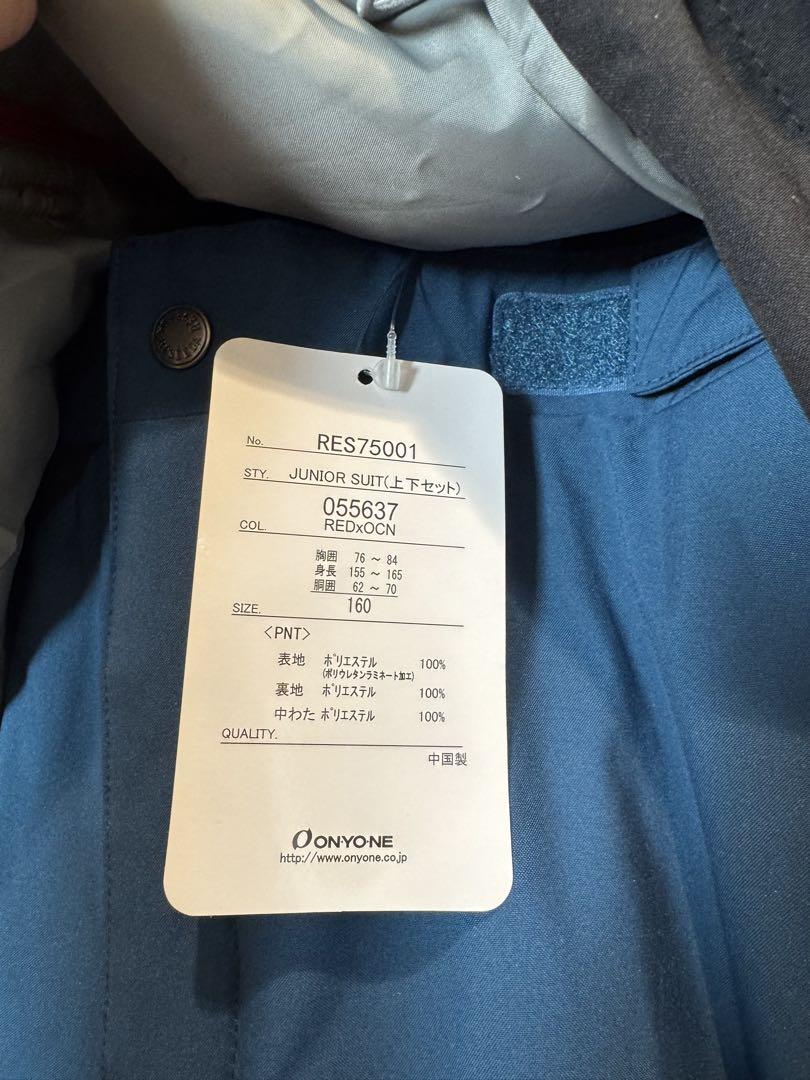 No. RES75001
STY. JUNIOR SUIT(上下セット)
055637
COL. REDxOCN
胸囲 76 ~ 84
身長 155 ~ 165
胴囲 62 ~ 70
SIZE. 160
<PNT>
表地 ポリエステル 100%
(ポリウレタンラミネート加工)
裏地 ポリエステル 100%
中わた ポリエステル 100%
QUALITY.
中国製
ON・YO・NE
http://www.onyone.co.jp